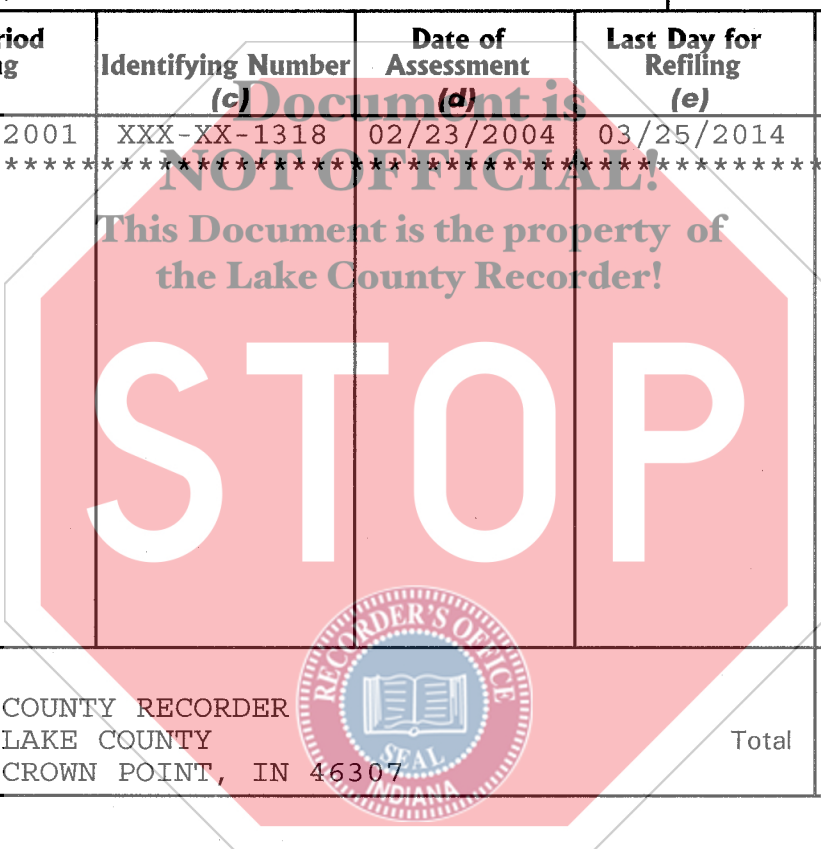 riod
g
Identifying Number
(c)
Date of
Assessment
(d)
Last Day for
Refiling
(e)
2001 XXX-XX-1318 02/23/2004 03/25/2014
**************************************************
Document is
NOT OFFICIAL!
This Document is the property of
the Lake County Recorder!
STOP
RECORDER'S OFFICE
SEAL
INDIANA
COUNTY RECORDER
LAKE COUNTY
CROWN POINT, IN 46307
Total